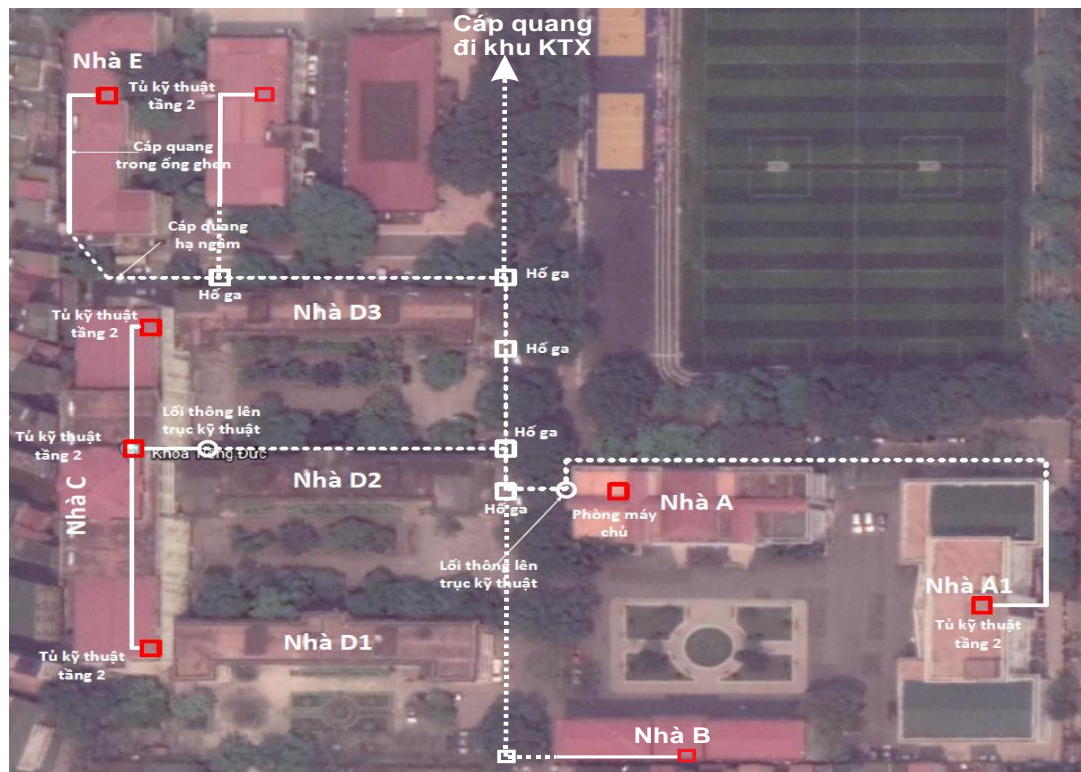 Cáp quang
đi khu KTX
Nhà E
Tủ kỹ thuật
tầng 2
Cáp quang
trong ống ghen
Cáp quang
hạ ngầm
Hố ga
Hố ga
Nhà D3
Tủ kỹ thuật
tầng 2
Hố ga
Lối thông lên
trục kỹ thuật
Hố ga
Tủ kỹ thuật
tầng 2
Khoa Tiếng Đức
Nhà C
Nhà D2
Hố ga
Nhà A
Phòng máy
chủ
Lối thông lên
trục kỹ thuật
Nhà A1
Tủ kỹ thuật
tầng 2
Nhà D1
Tủ kỹ thuật
tầng 2
Nhà B